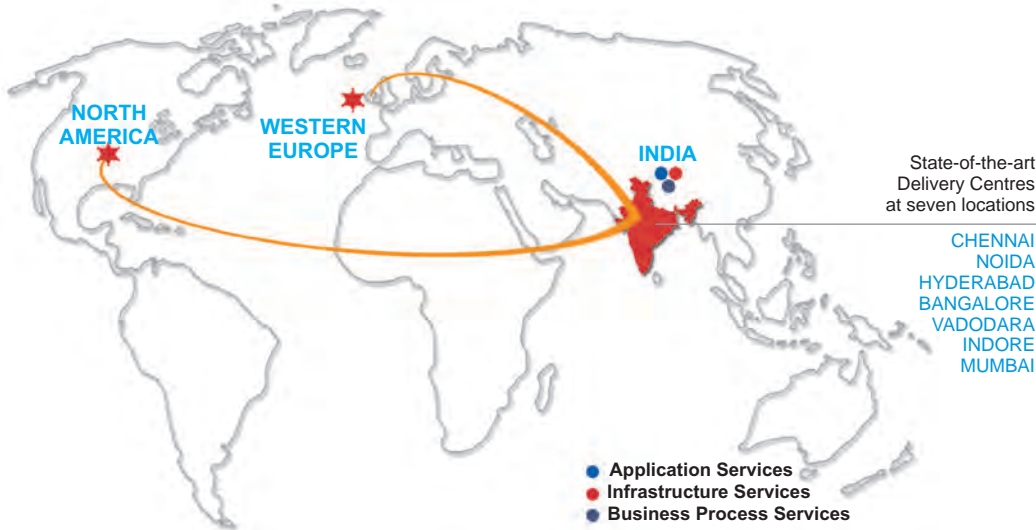 NORTH
AMERICA
WESTERN
EUROPE
INDIA
State-of-the-art
Delivery Centres
at seven locations
CHENNAI
NOIDA
HYDERABAD
BANGALORE
VADODARA
INDORE
MUMBAI
Application Services
Infrastructure Services
Business Process Services